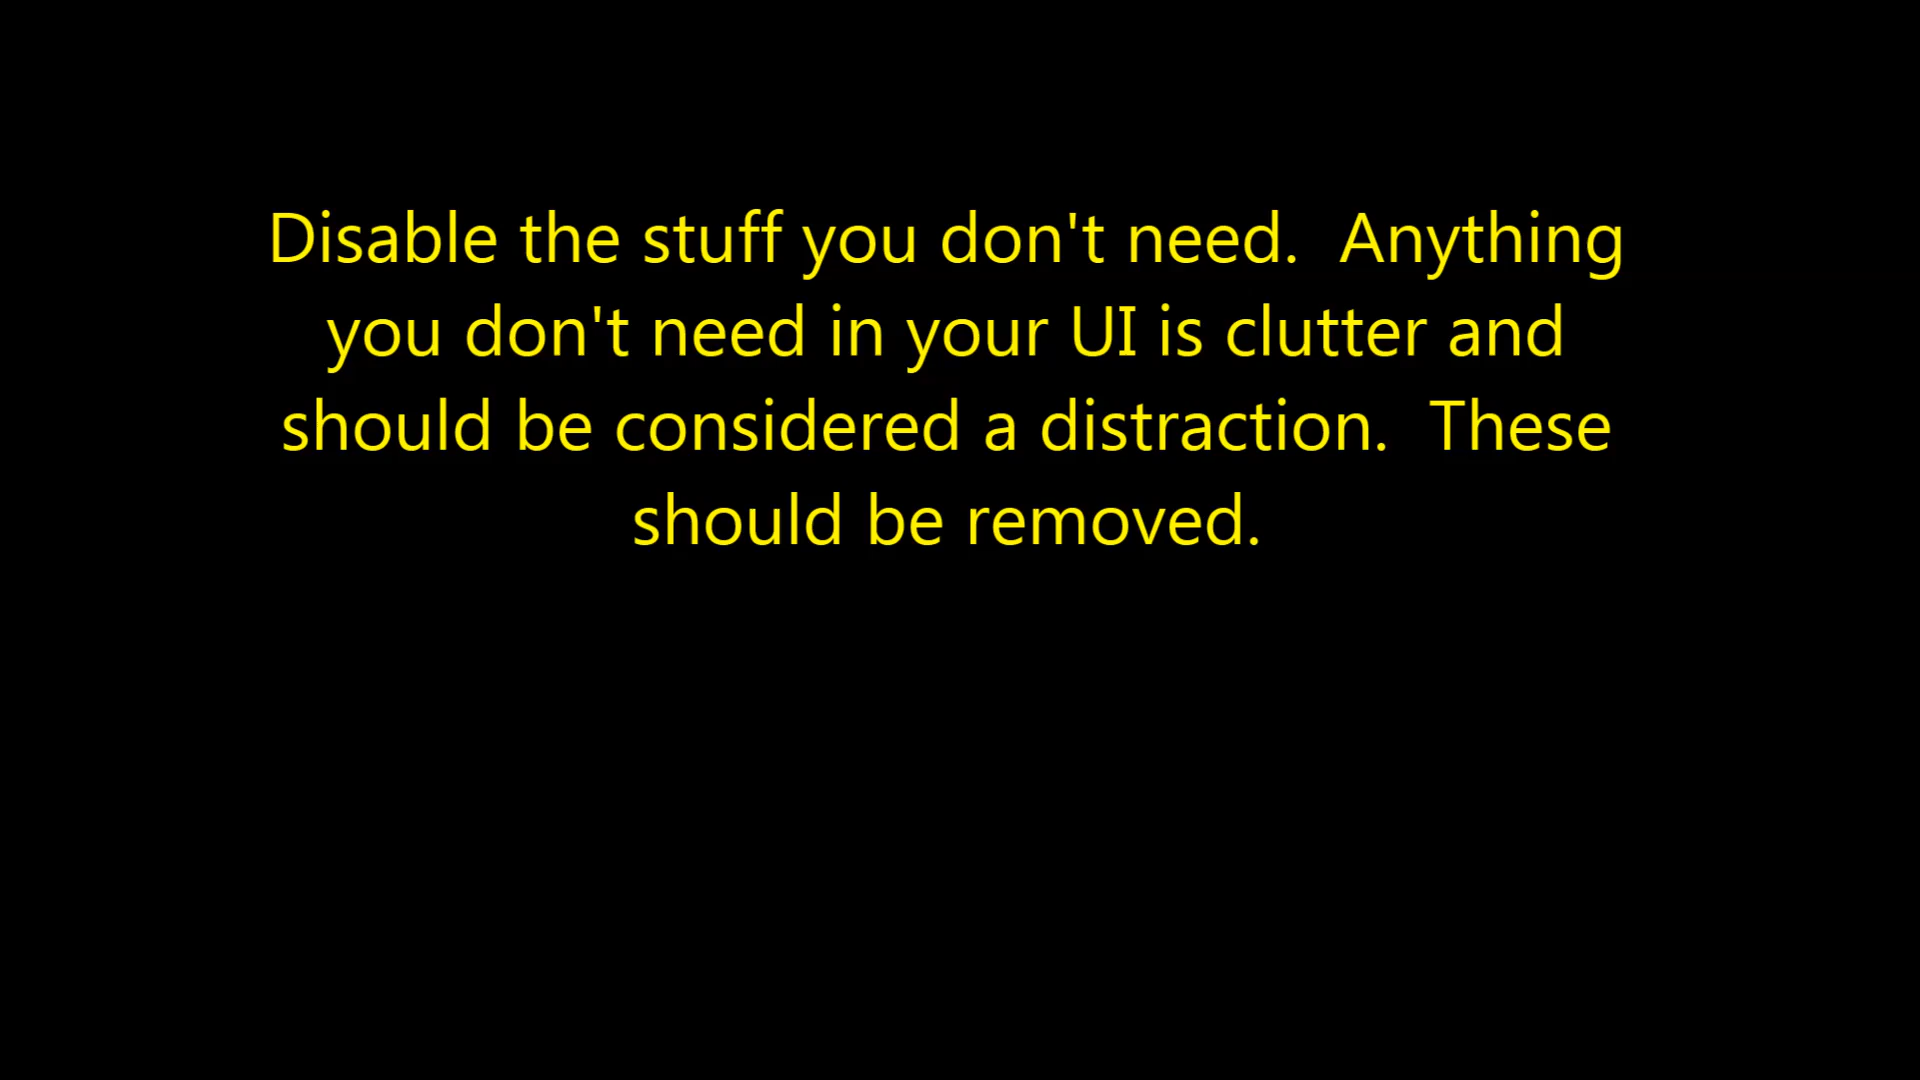 Disable the stuff you don't need.  Anything
you don't need in your UI is clutter and
should be considered a distraction.  These
should be removed.